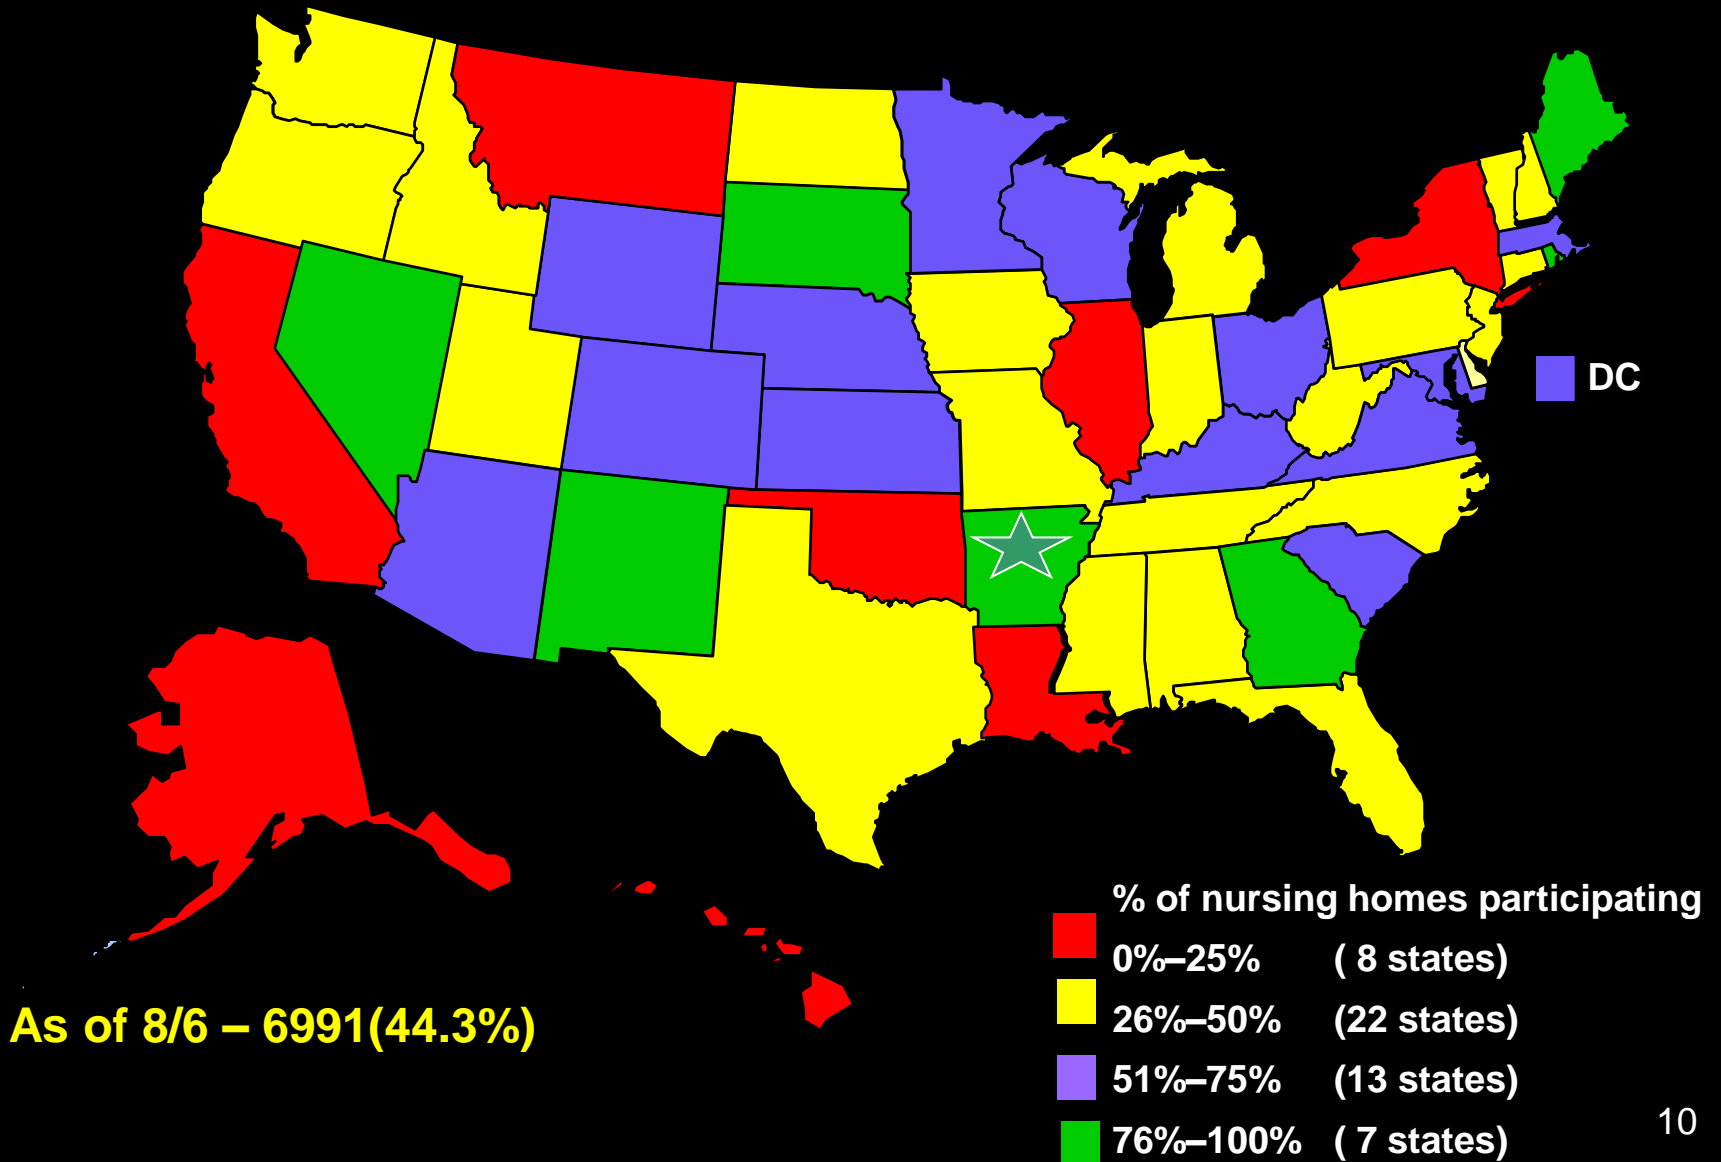 DC
% of nursing homes participating
0%–25% ( 8 states)
26%–50% (22 states)
51%–75% (13 states)
76%–100% ( 7 states)
As of 8/6 – 6991(44.3%)
10